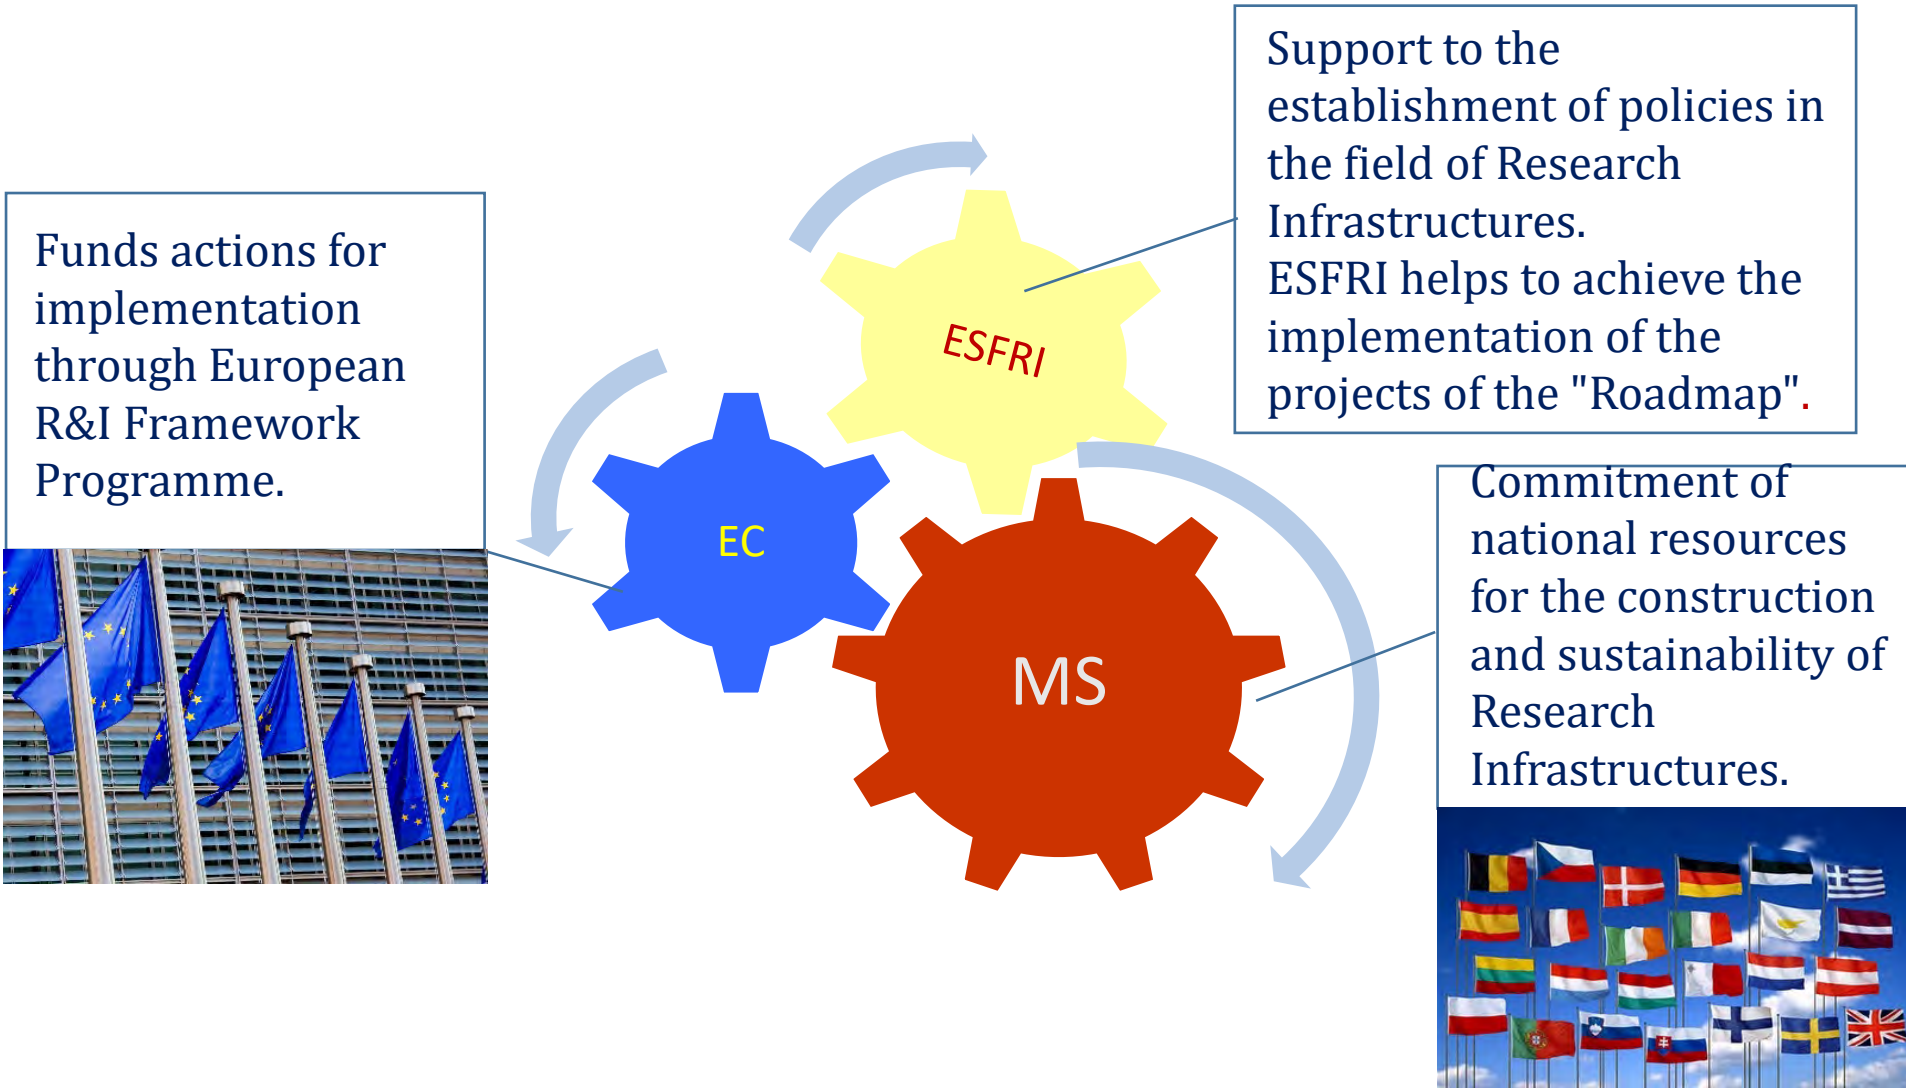 Support to the
establishment of policies in
the field of Research
Infrastructures.
ESFRI helps to achieve the
implementation of the
projects of the "Roadmap".
Funds actions for
implementation
through European
R&I Framework
Programme.
ESFRI
EC
MS
Commitment of
national resources
for the construction
and sustainability of
Research
Infrastructures.